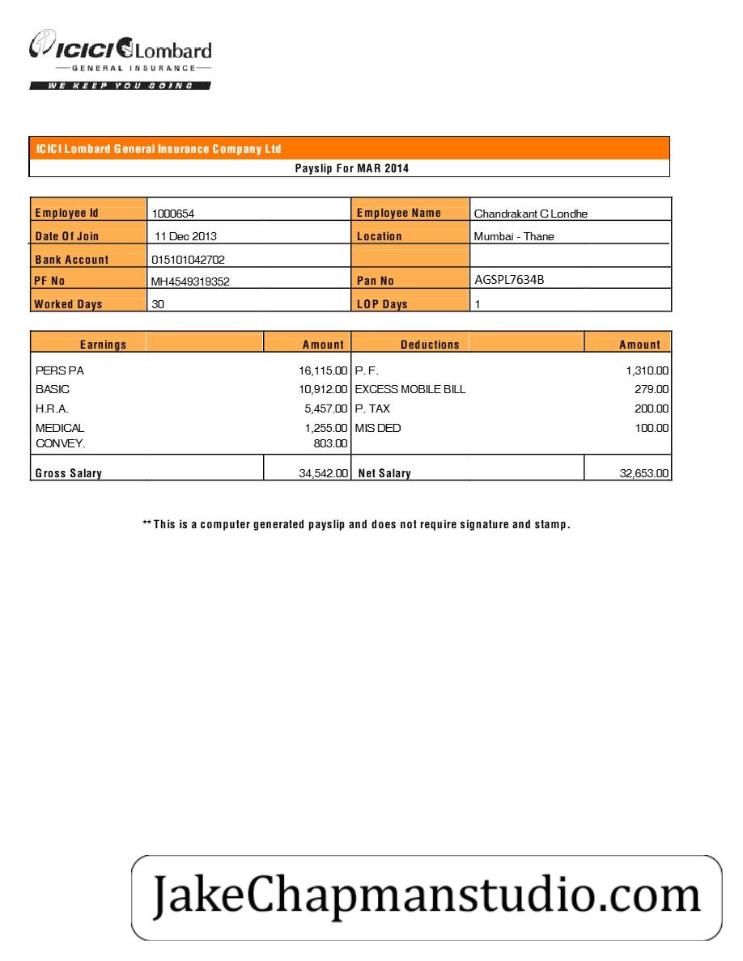 ICICI Lombard
GENERAL INSURANCE
WE KEEP YOU GOING
ICICI Lombard General Insurance Company Ltd
Payslip For MAR 2014
Employee Id 1000654 Employee Name Chandrakant C Londhe
Date Of Join 11 Dec 2013 Location Mumbai - Thane
Bank Account 015101042702
PF No MH4549319352 Pan No AGSPL7634B
Worked Days 30 LOP Days 1
Earnings Amount Deductions Amount
PERS PA 16,115.00 P. F. 1,310.00
BASIC 10,912.00 EXCESS MOBILE BILL 279.00
H.R.A. 5,457.00 P. TAX 200.00
MEDICAL 1,255.00 MIS DED 100.00
CONVEY. 803.00
Gross Salary 34,542.00 Net Salary 32,653.00
** This is a computer generated payslip and does not require signature and stamp.
JakeChapmanstudio.com